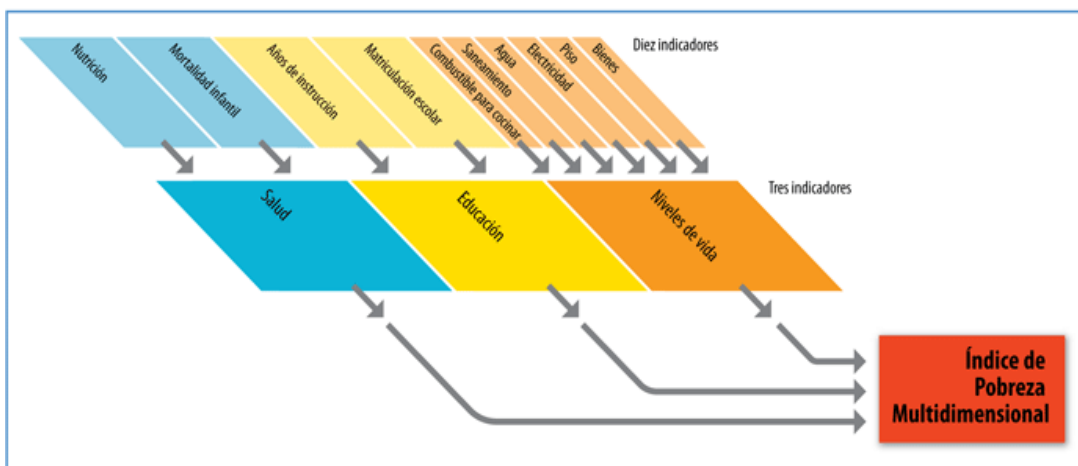 Nutrición
Mortalidad infantil
Años de instrucción
Matriculación escolar
Combustible para cocinar
Saneamiento
Agua
Electricidad
Piso
Bienes
Diez indicadores
Salud
Educación
Niveles de vida
Tres indicadores
Índice de
Pobreza
Multidimensional